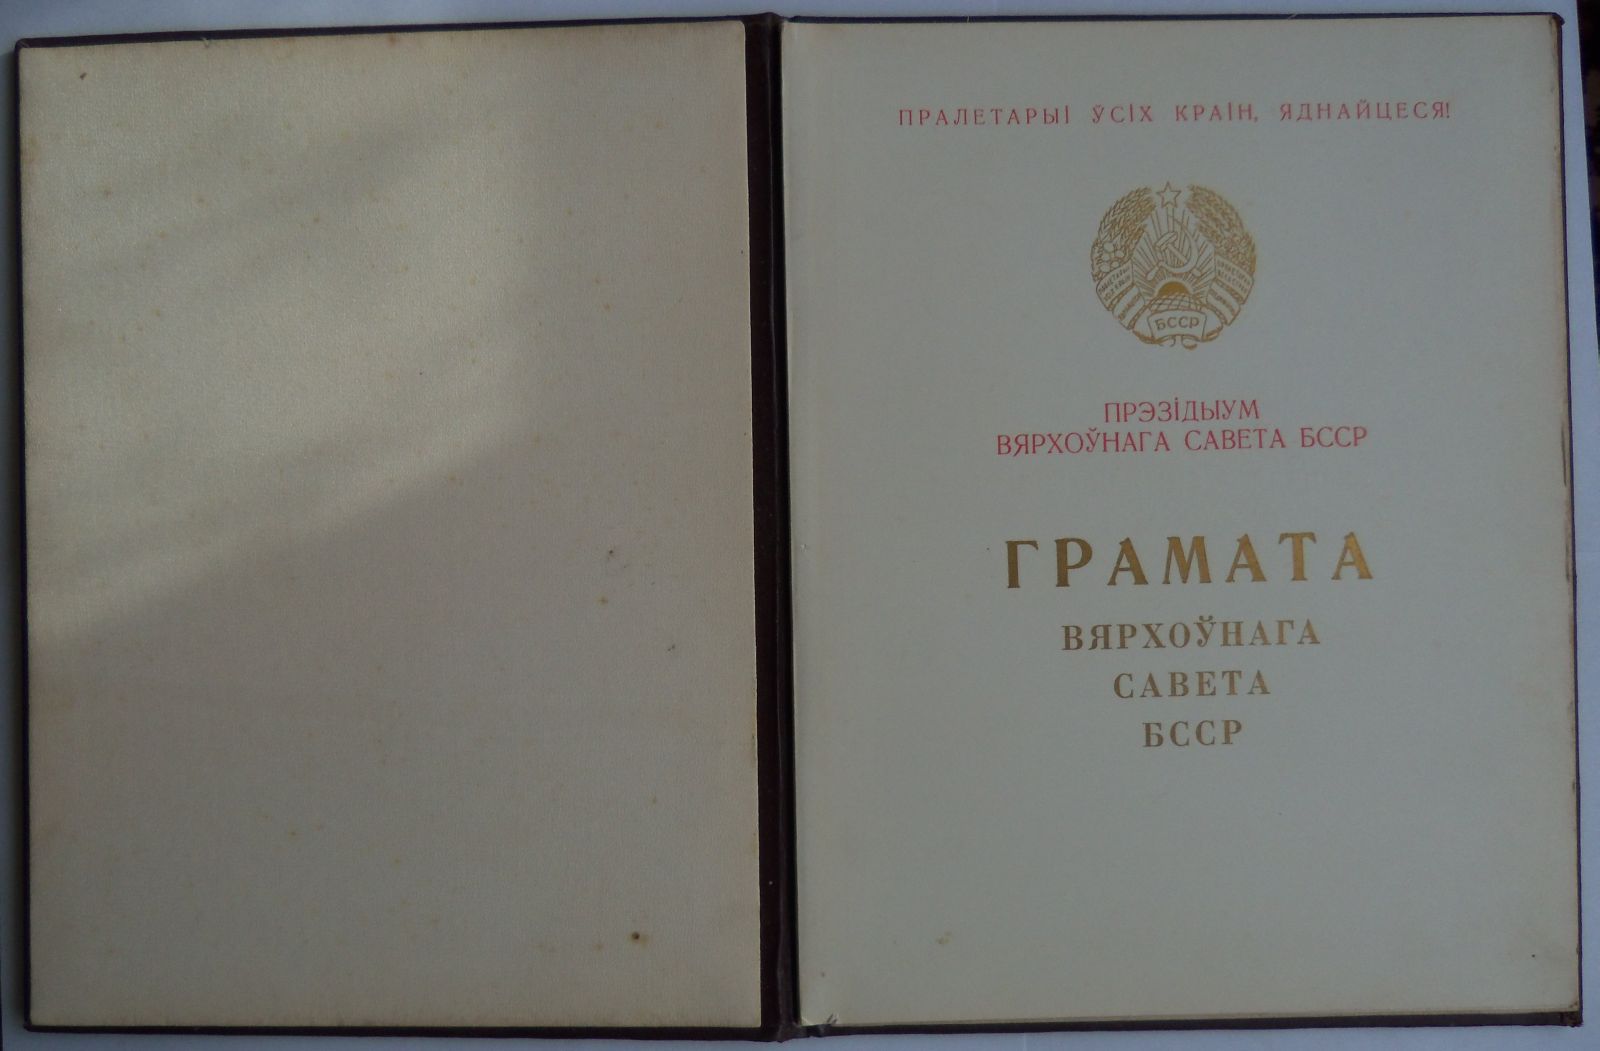 ПРАЛЕТАРЫІ ЎСІХ КРАІН, ЯДНАЙЦЕСЯ!
БССР
ПРЭЗІДЫУМ
ВЯРХОЎНАГА САВЕТА БССР
ГРАМАТА
ВЯРХОЎНАГА
САВЕТА
БССР